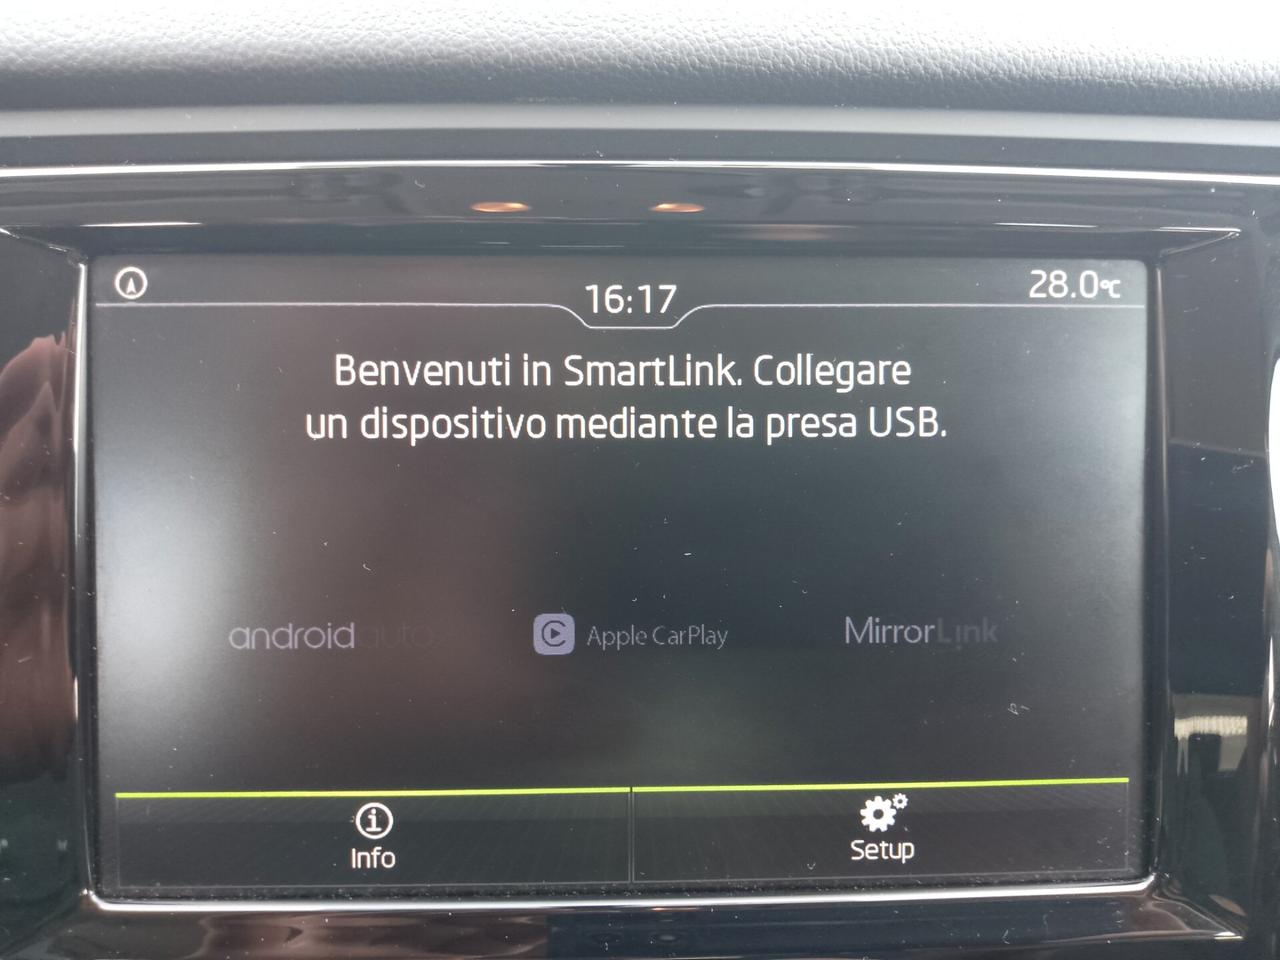 16:17
28.0°C
Benvenuti in SmartLink. Collegare
un dispositivo mediante la presa USB.
androidauto
Apple CarPlay
MirrorLink
Info
Setup